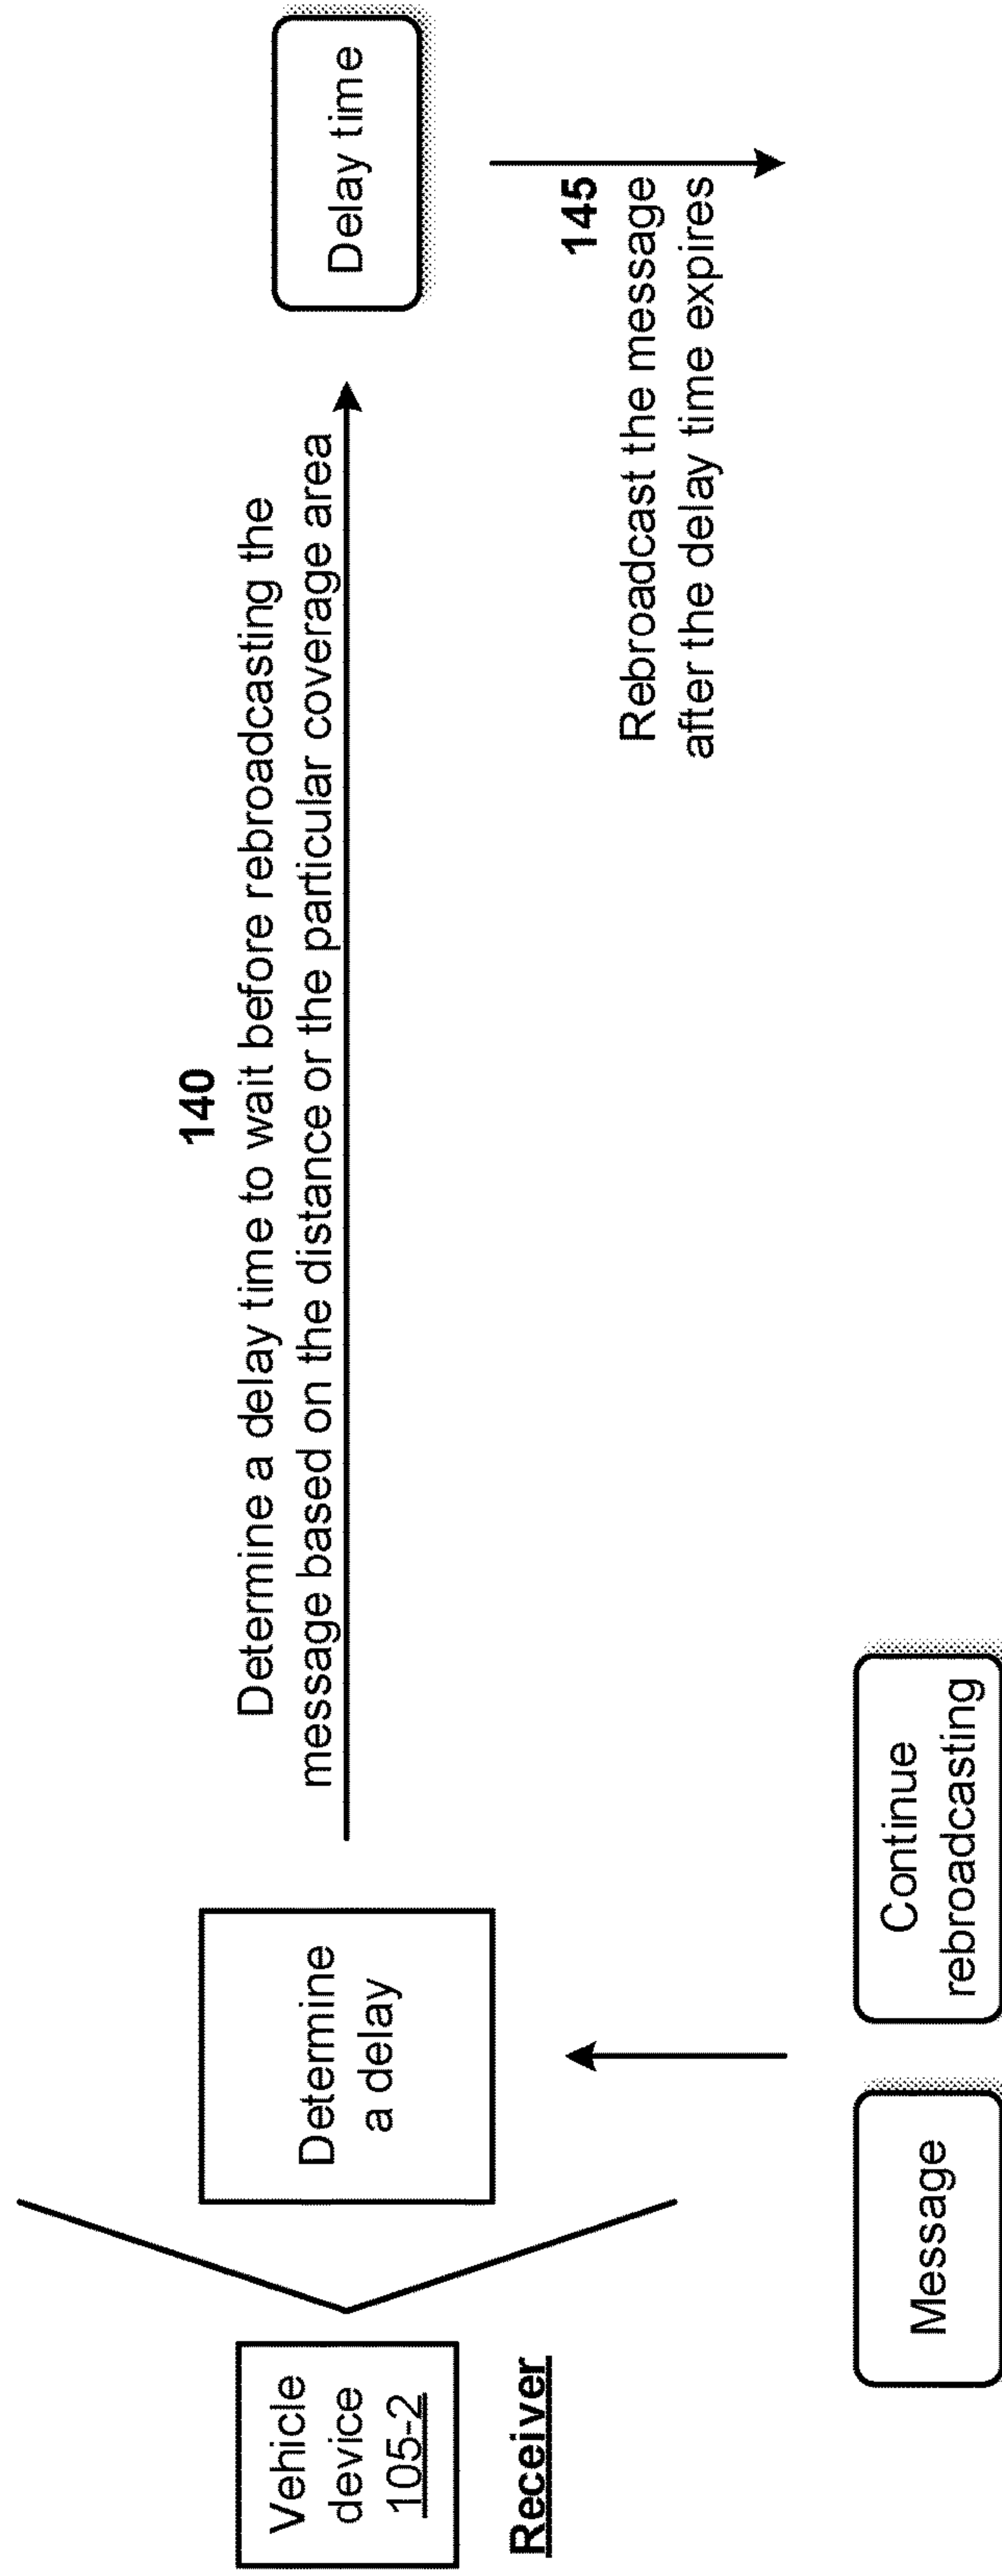 140
Determine a delay time to wait before rebroadcasting the
message based on the distance or the particular coverage area
Vehicle
device
105-2
Receiver
Determine
a delay
Delay time
145
Rebroadcast the message
after the delay time expires
Message
Continue
rebroadcasting